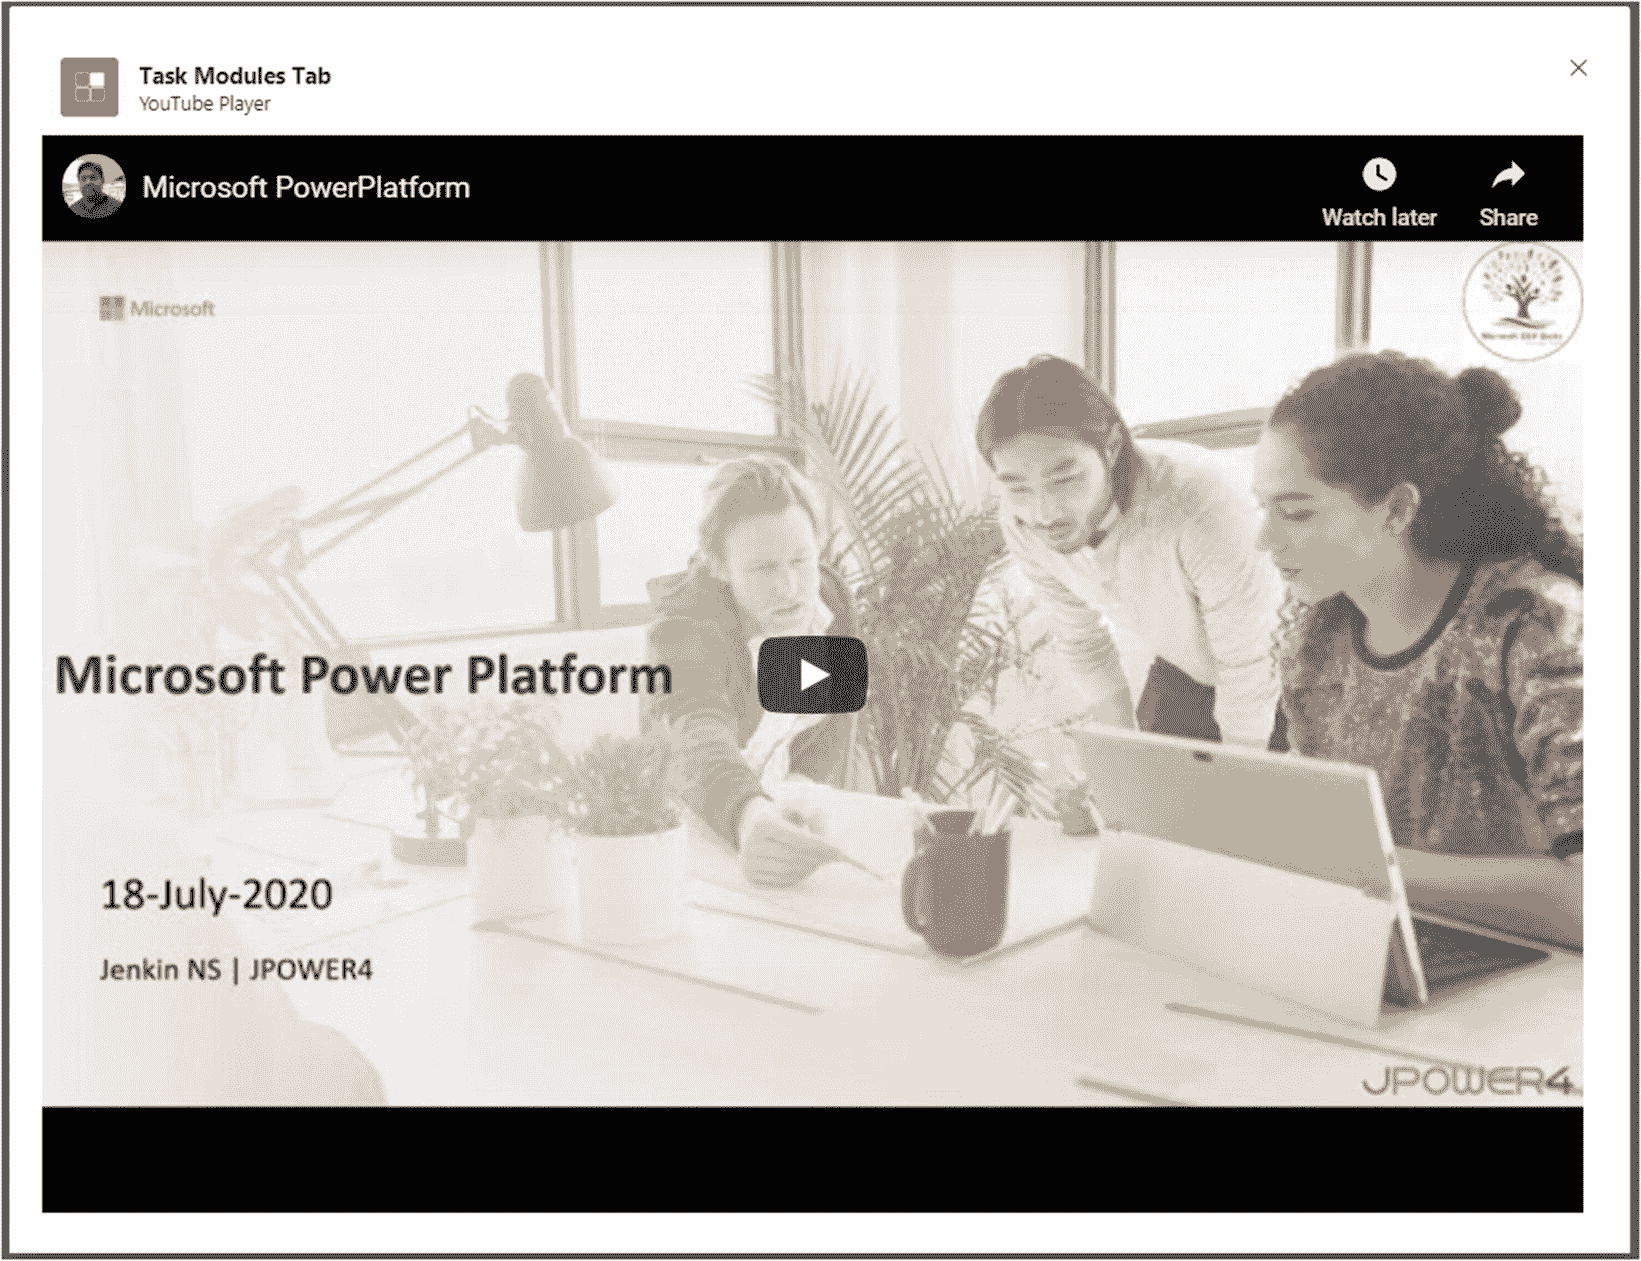 Task Modules Tab
YouTube Player
Microsoft PowerPlatform
Watch later
Share
Microsoft
Microsoft Power Platform
18-July-2020
Jenkin NS | JPOWER4
JPOWER4